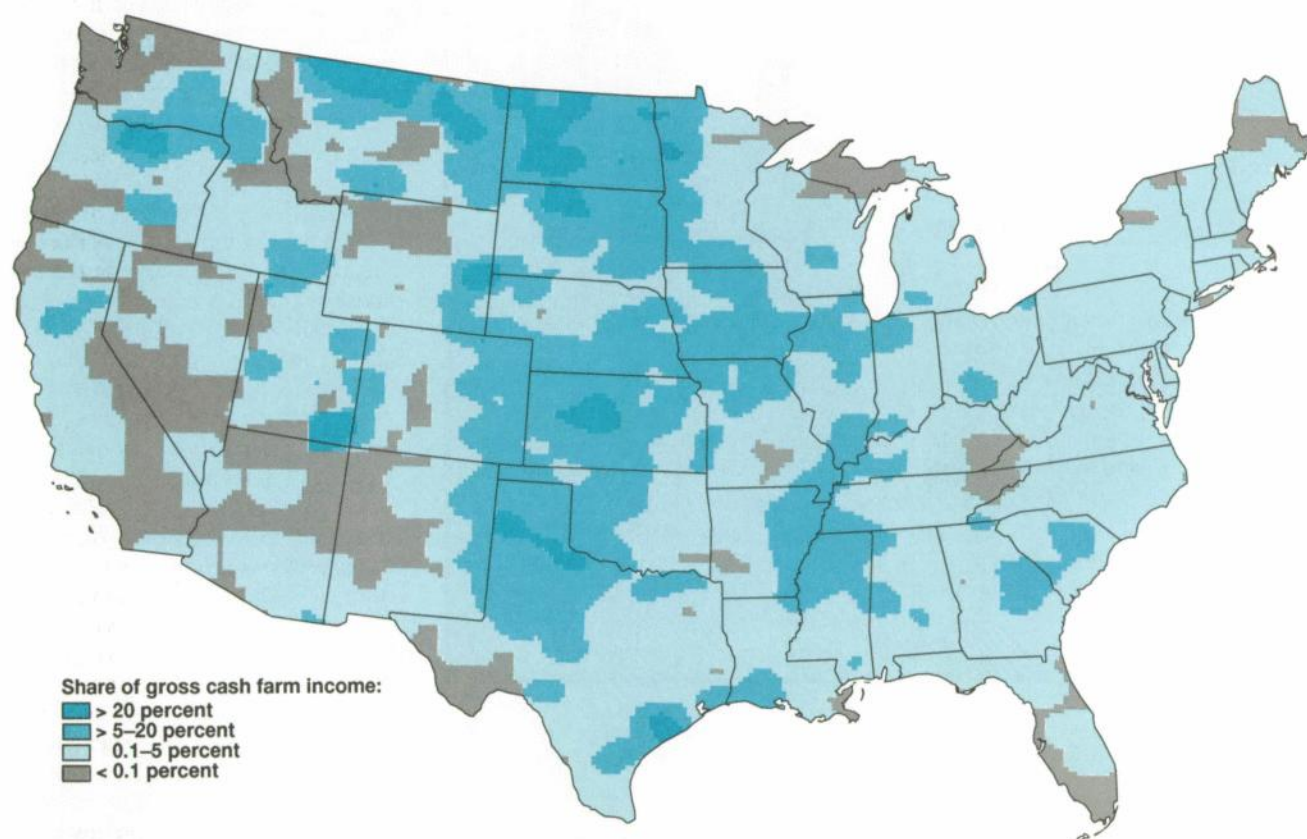 Share of gross cash farm income:
> 20 percent
> 5–20 percent
0.1–5 percent
< 0.1 percent